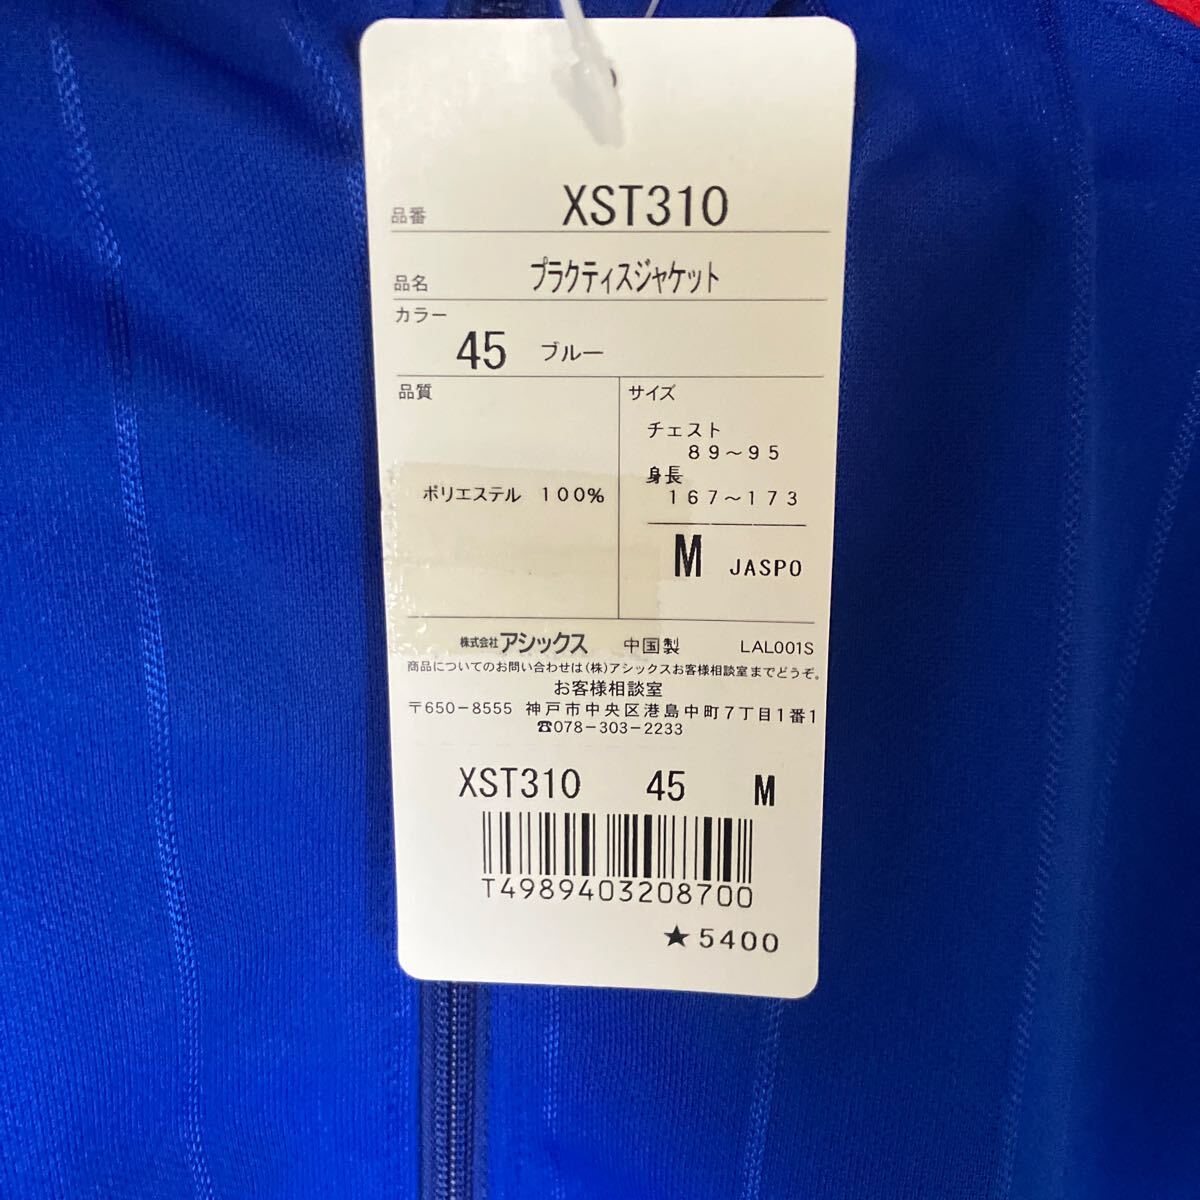 品番 XST310
品名 プラクティスジャケット
カラー
45 ブルー
品質
ポリエステル 100%
サイズ
チェスト
89～95
身長
167～173
M JASPO
株式会社アシックス 中国製 LAL001S
商品についてのお問い合わせは(株)アシックスお客様相談室までどうぞ。
お客様相談室
〒650-8555 神戸市中央区港島中町7丁目1番1
☎078-303-2233
XST310 45 M
T4989403208700
★5400